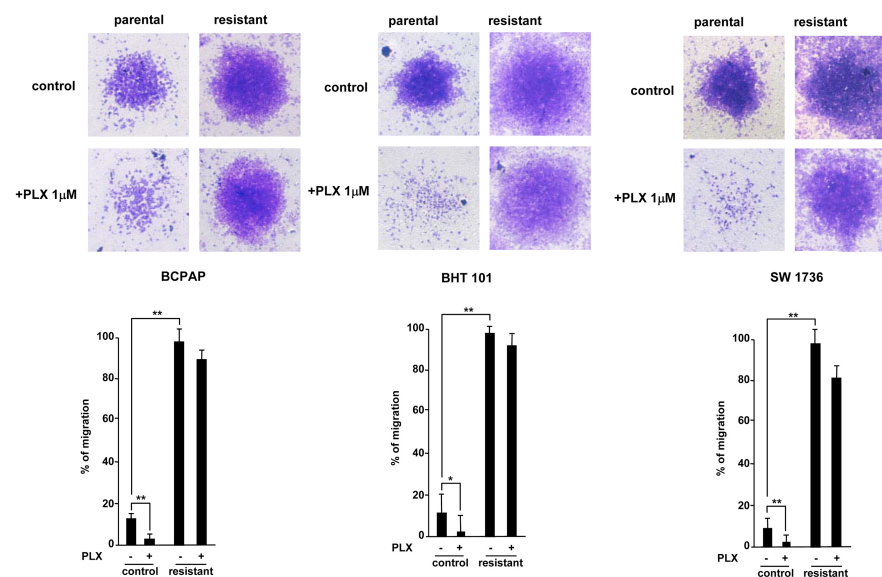 parental resistant
parental resistant
parental resistant
control
control
control
+PLX 1μM
+PLX 1μM
+PLX 1μM
BCPAP
BHT 101
SW 1736
**
100
80
60
40
20
0
% of migration
**
PLX - + - +
control resistant
**
100
80
60
40
20
0
% of migration
*
PLX - + - +
control resistant
**
100
80
60
40
20
0
% of migration
**
PLX - + - +
control resistant